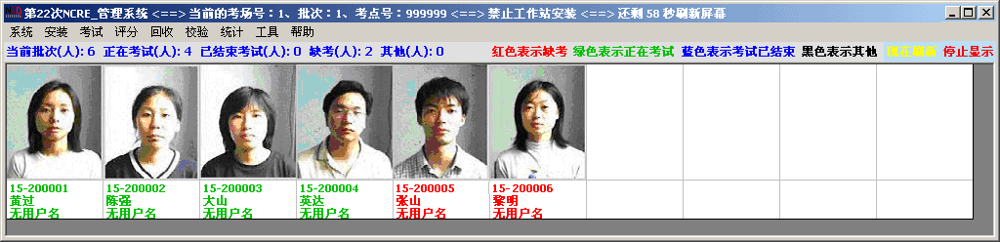 第22次NCRE_管理系统 <==> 当前的考场号：1、批次：1、考点号：999999 <==> 禁止工作站安装 <==> 还剩 58 秒刷新屏幕
系统 安装 考试 评分 回收 校验 统计 工具 帮助
当前批次(人): 6 正在考试(人): 4 已结束考试(人): 0 缺考(人): 2 其他(人): 0 红色表示缺考 绿色表示正在考试 蓝色表示考试已结束 黑色表示其他 停止显示
15-200001 15-200002 15-200003 15-200004 15-200005 15-200006
黄过 陈强 大山 英达 张山 黎明
无用户名 无用户名 无用户名 无用户名 无用户名 无用户名